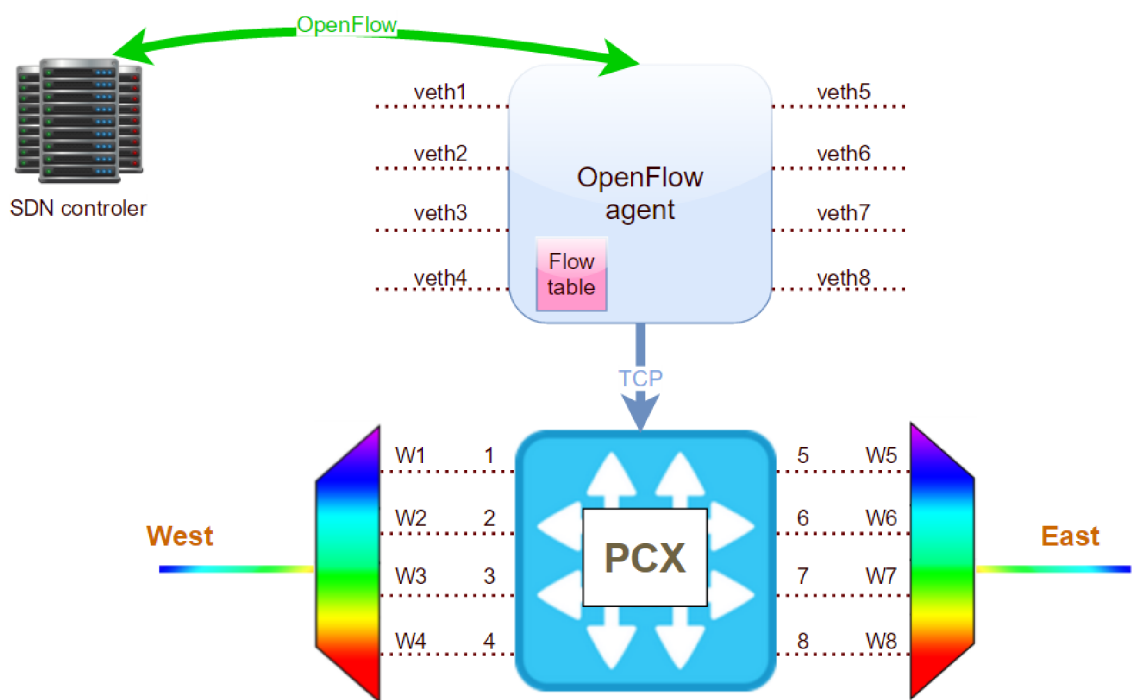 OpenFlow
SDN controler
veth1
veth2
veth3
veth4
OpenFlow
agent
Flow
table
veth5
veth6
veth7
veth8
TCP
West
W1 1
W2 2
W3 3
W4 4
PCX
5 W5
6 W6
7 W7
8 W8
East